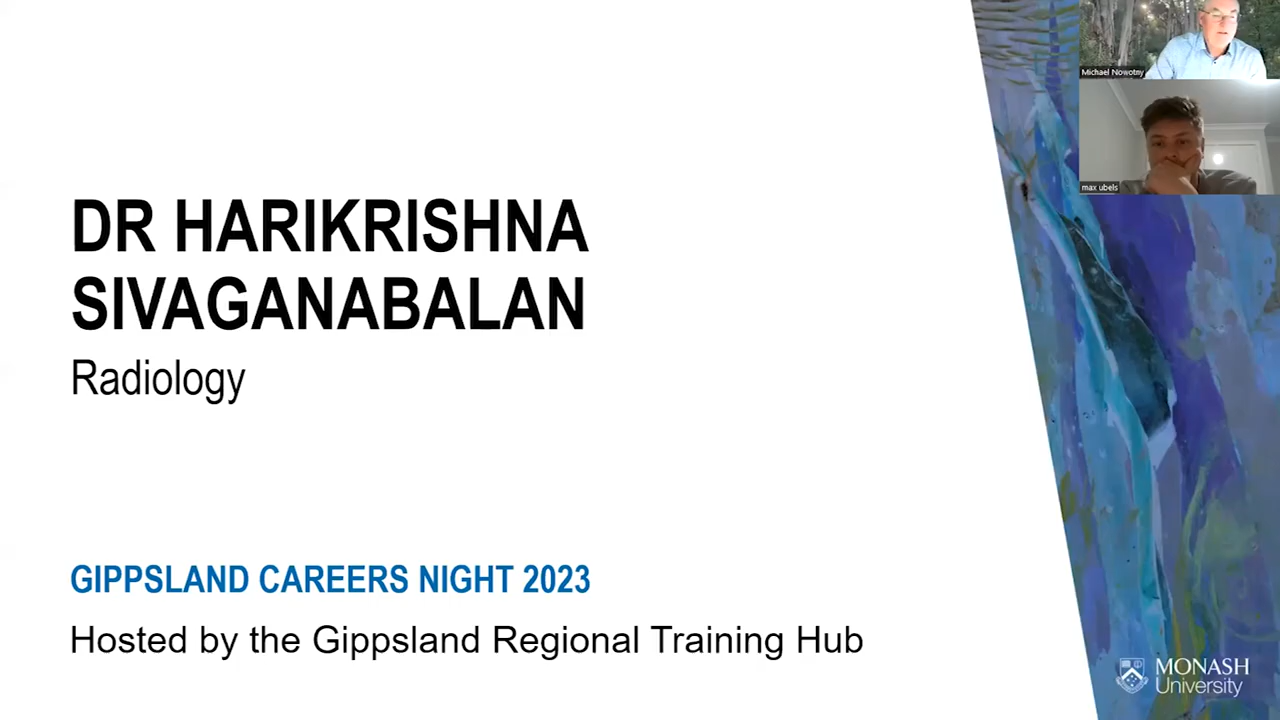 DR HARIKRISHNA
SIVAGANABALAN
Radiology
GIPPSLAND CAREERS NIGHT 2023
Hosted by the Gippsland Regional Training Hub
Michael Nowotny
max ubels
MONASH
University